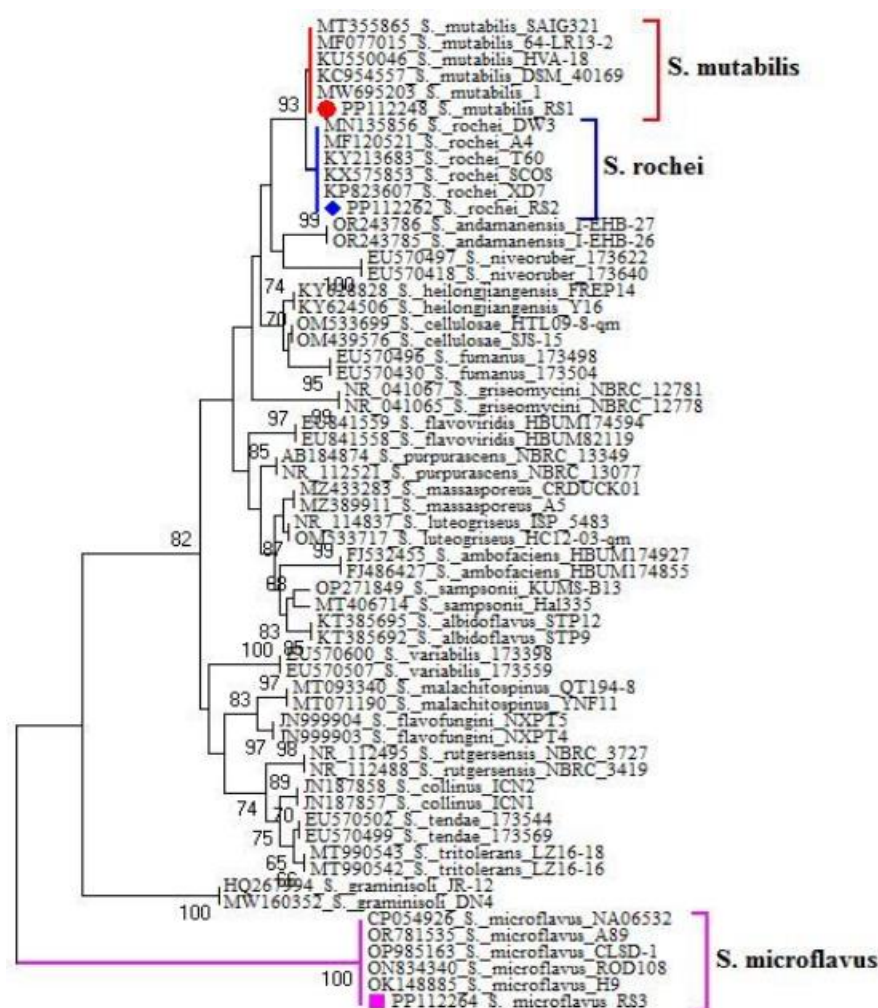 MT355865_S._mutabilis_SAIG321
MF077015_S._mutabilis_64-LR13-2
KU550046_S._mutabilis_HVA-18
KC954557_S._mutabilis_DSM_40169
MW695203_S._mutabilis_1
93
PP112248_S._mutabilis_RS1
S. mutabilis
MN135856_S._rochei_DW3
MF120521_S._rochei_A4
KY213683_S._rochei_T60
KX575853_S._rochei_SCOS
KP823607_S._rochei_XD7
PP112262_S._rochei_RS2
S. rochei
99
OR243786_S._andamanensis_I-EHB-27
OR243785_S._andamanensis_I-EHB-26
EU570497_S._niveoruber_173622
EU570418_S._niveoruber_173640
74
100
KY628828_S._heilongjiangensis_FREP14
KY624506_S._heilongjiangensis_Y16
70
OM533699_S._cellulosae_HTL09-8-qm
OM439576_S._cellulosae_SJS-15
EU570496_S._fumanus_173498
EU570430_S._fumanus_173504
95
NR_041067_S._griseomycini_NBRC_12781
NR_041065_S._griseomycini_NBRC_12778
97
99
EU841559_S._flavoviridis_HBUM174594
EU841558_S._flavoviridis_HBUM82119
85
AB184874_S._purpurascens_NBRC_13349
NR_112521_S._purpurascens_NBRC_13077
MZ433283_S._massasporeus_CRDUCK01
MZ389911_S._massasporeus_A5
NR_114837_S._luteogriseus_ISP_5483
OM533717_S._luteogriseus_HC12-03-qm
82
87
99
FJ532455_S._ambofaciens_HBUM174927
FJ486427_S._ambofaciens_HBUM174855
68
OP271849_S._sampsonii_KUMS-B13
MT406714_S._sampsonii_Hal335
KT385695_S._albidoflavus_STP12
83
KT385692_S._albidoflavus_STP9
100
85
EU570600_S._variabilis_173398
EU570507_S._variabilis_173559
97
MT093340_S._malachitospinus_QT194-8
83
MT071190_S._malachitospinus_YNF11
JN999904_S._flavofungini_NXPT5
JN999903_S._flavofungini_NXPT4
97
98
NR_112495_S._rutgersensis_NBRC_3727
NR_112488_S._rutgersensis_NBRC_3419
89
JN187858_S._collinus_ICN2
JN187857_S._collinus_ICN1
74
70
EU570502_S._tendae_173544
EU570499_S._tendae_173569
75
MT990543_S._tritolerans_LZ16-18
65
MT990542_S._tritolerans_LZ16-16
66
HQ267994_S._graminisoli_JR-12
MW160352_S._graminisoli_DN4
100
CP054926_S._microflavus_NA06532
OR781535_S._microflavus_A89
OP985163_S._microflavus_CLSD-1
ON834340_S._microflavus_ROD108
OK148885_S._microflavus_H9
100
PP112264_S._microflavus_RS3
S. microflavus